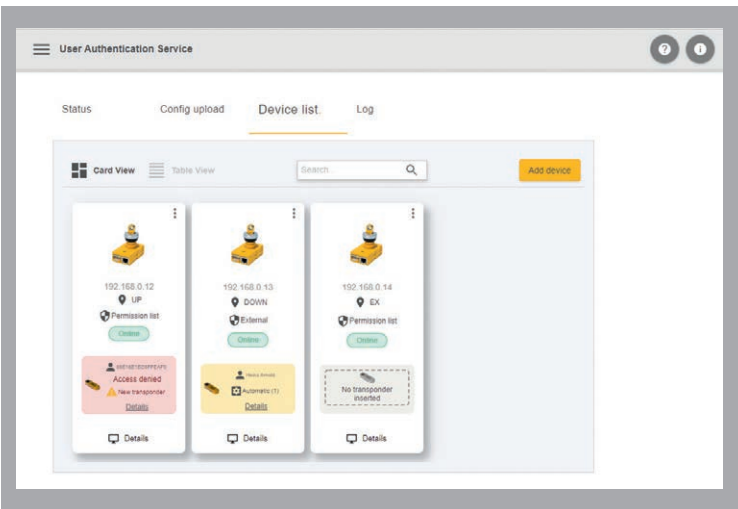 User Authentication Service
Status Config upload Device list Log
Card View Table View Search... Add device
192.168.0.12
UP
Permission list
Online
Access denied
New transponder
Details
Details
192.168.0.13
DOWN
External
Online
Automatic (1)
Details
Details
192.168.0.14
EX
Permission list
Online
No transponder
inserted
Details